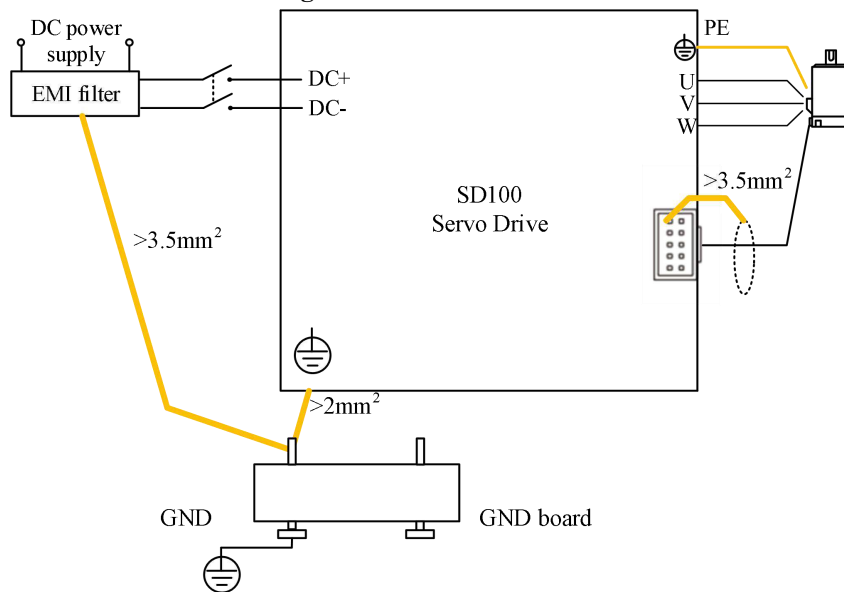 DC power
supply
EMI filter
DC+
DC-
PE
U
V
W
SD100
Servo Drive
>3.5mm²
>3.5mm²
>2mm²
GND
GND board